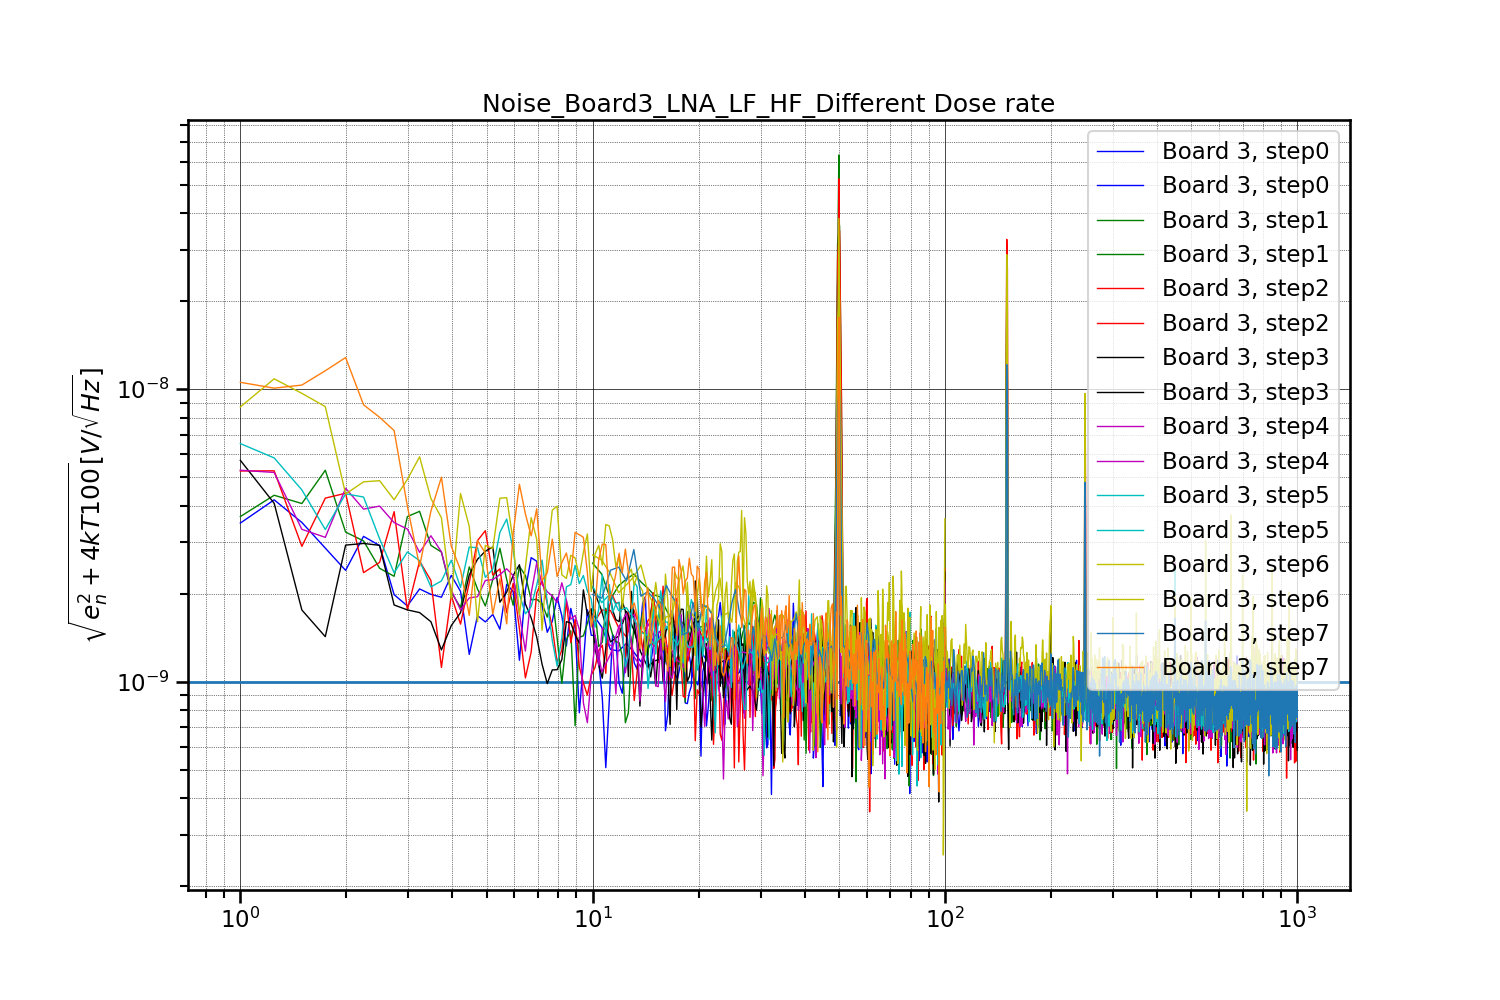 Noise_Board3_LNA_LF_HF_Different Dose rate
√e_n^2 + 4kT100 [V/√Hz]
10^-8
10^-9
10^0
10^1
10^2
10^3
Board 3, step0
Board 3, step0
Board 3, step1
Board 3, step1
Board 3, step2
Board 3, step2
Board 3, step3
Board 3, step3
Board 3, step4
Board 3, step4
Board 3, step5
Board 3, step5
Board 3, step6
Board 3, step6
Board 3, step7
Board 3, step7